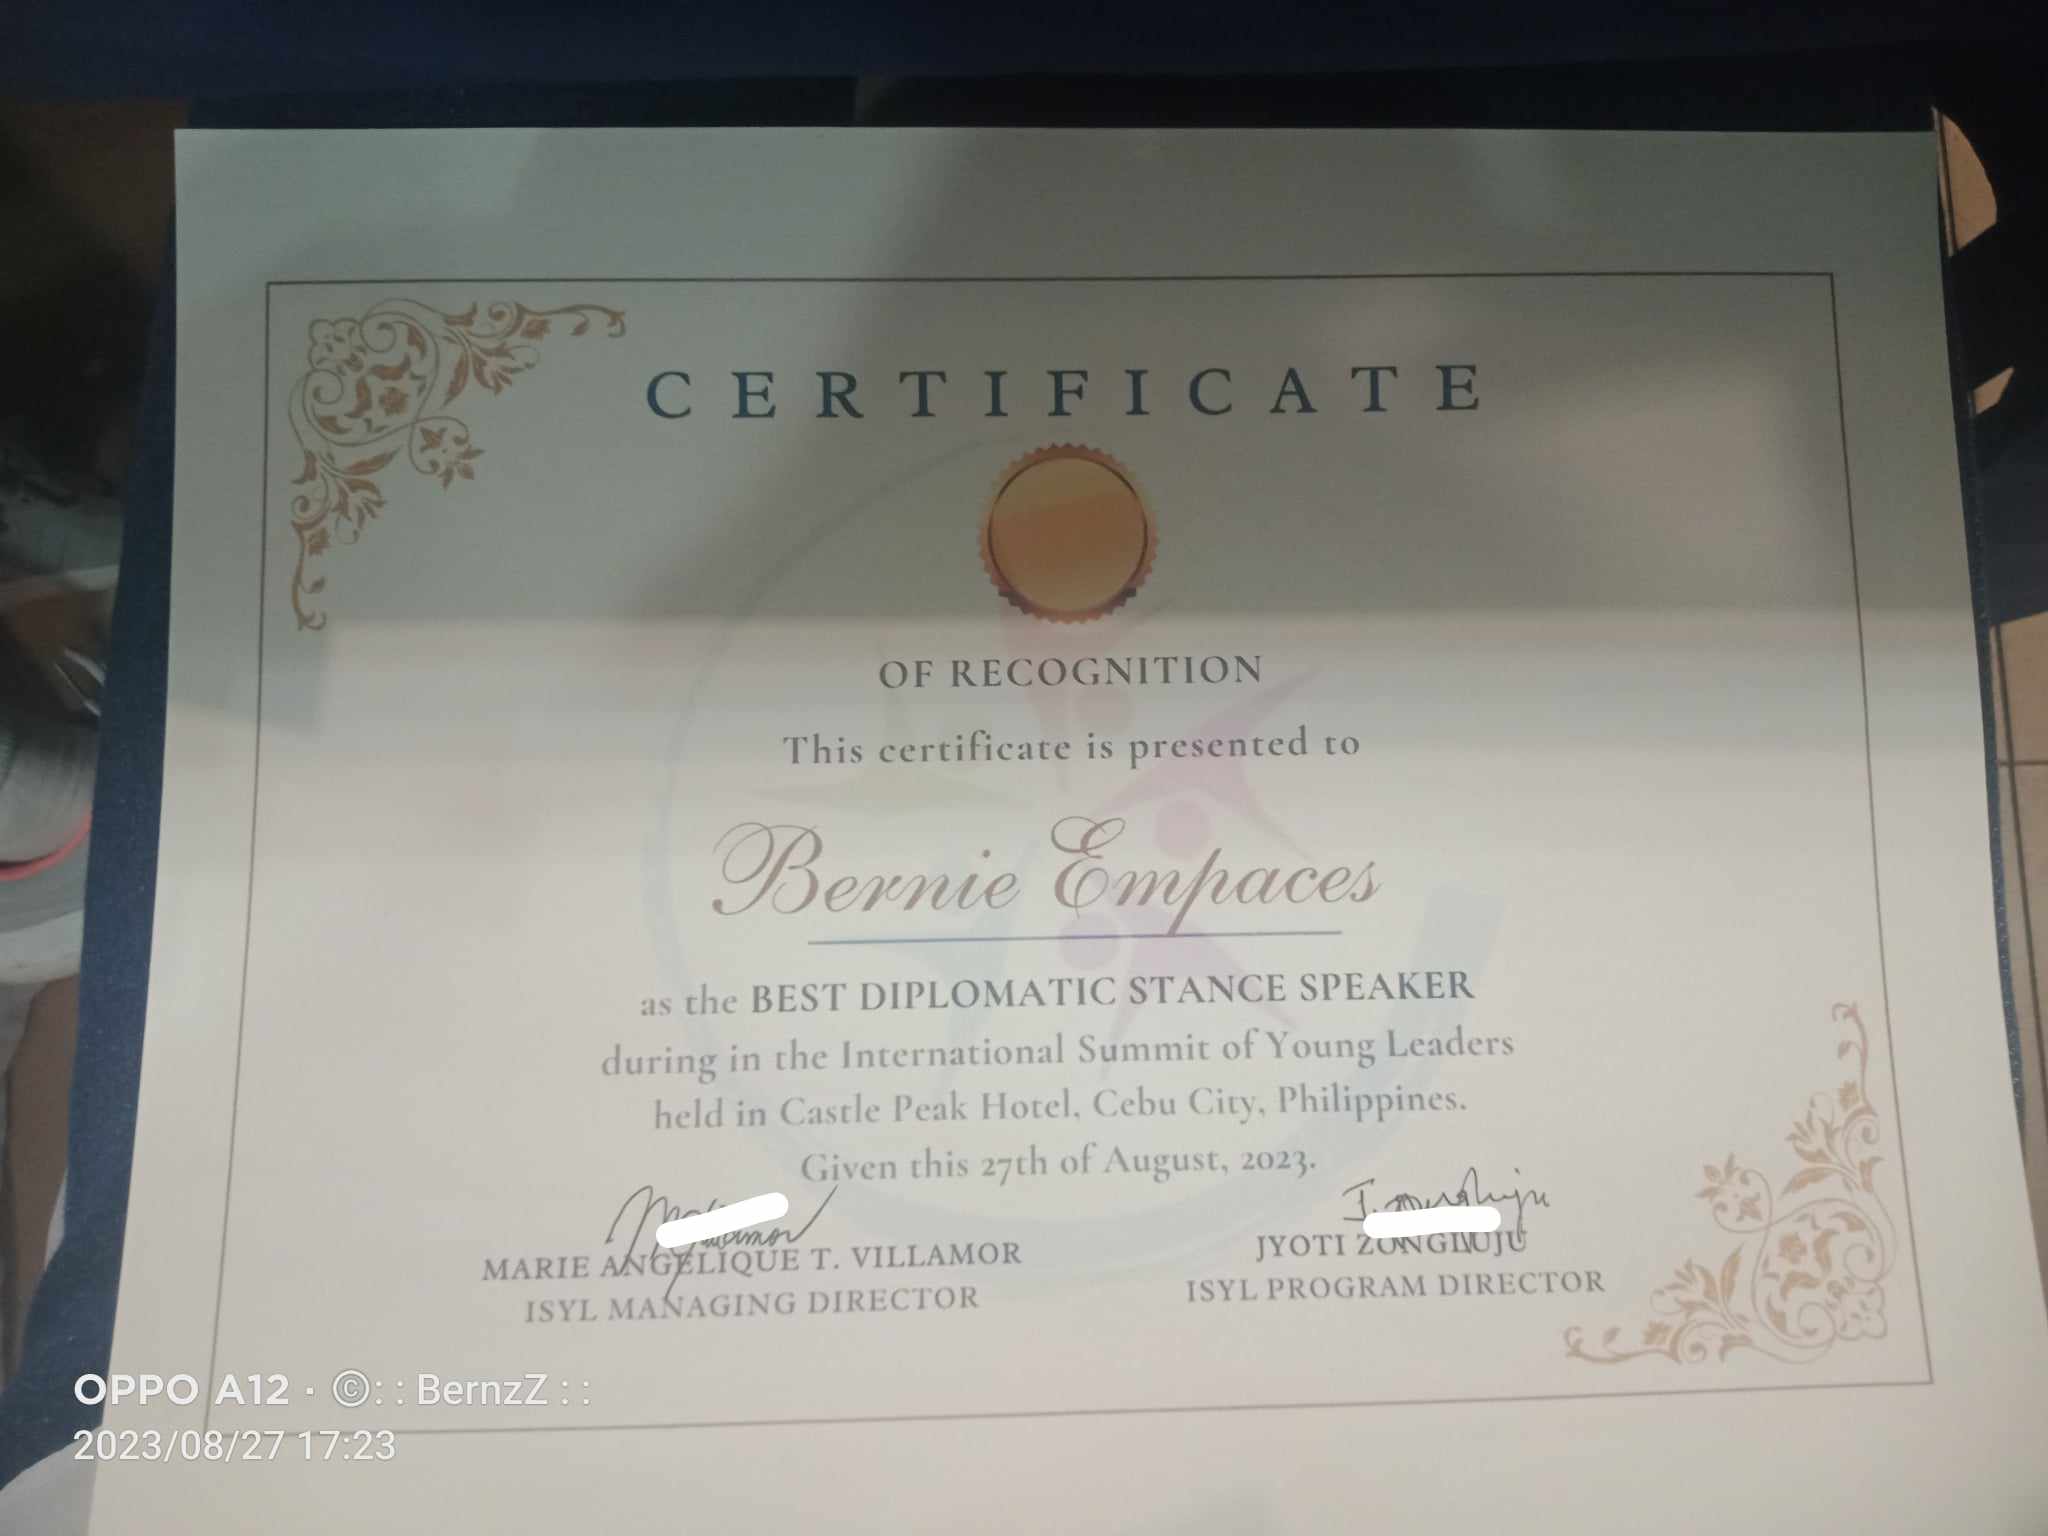 CERTIFICATE
OF RECOGNITION
This certificate is presented to
Bernie Empaces
as the BEST DIPLOMATIC STANCE SPEAKER
during in the International Summit of Young Leaders
held in Castle Peak Hotel, Cebu City, Philippines.
Given this 27th of August, 2023.
MARIE ANGELIQUE T. VILLAMOR
ISYL MANAGING DIRECTOR
JYOTI ZONGLUJU
ISYL PROGRAM DIRECTOR
OPPO A12 · ©: : BernzZ : :
2023/08/27 17:23